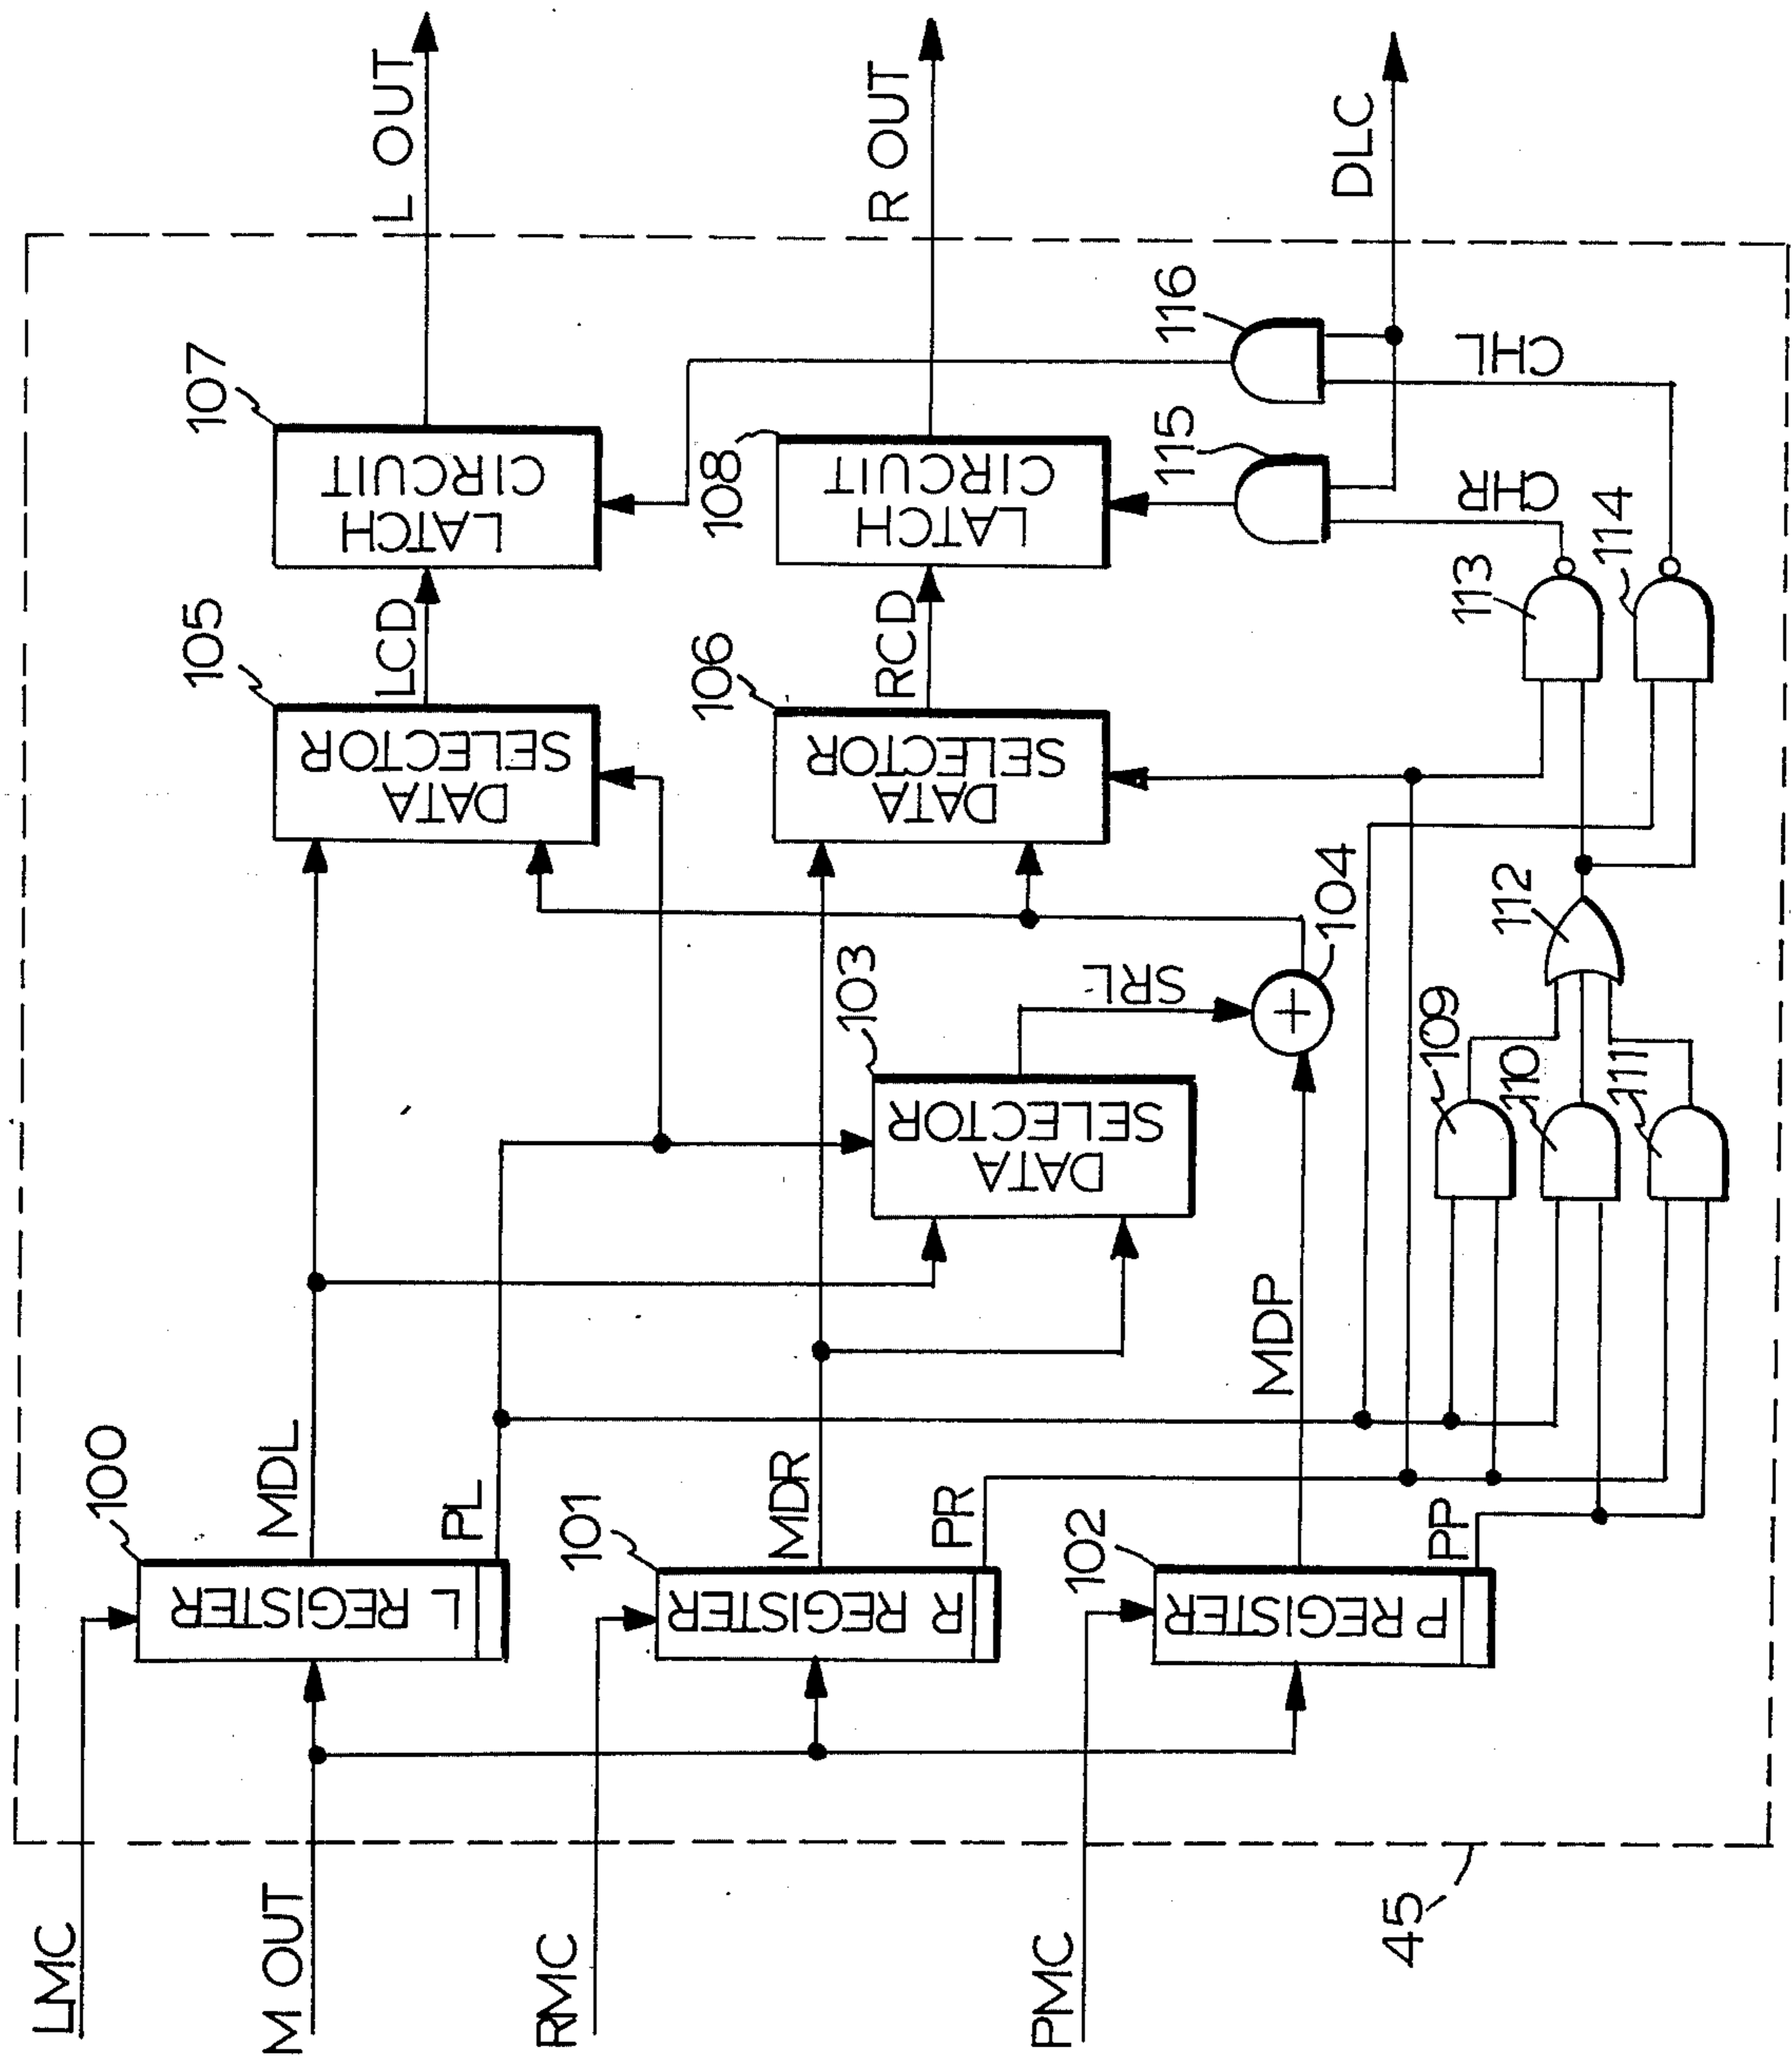 LMC
M OUT
RMC
PMC
45
100
L REGISTER
MDL
PL
101
R REGISTER
MDR
PR
102
P REGISTER
MDP
PP
103
DATA
SELECTOR
SRL
104
+
109
110
111
112
105
DATA
SELECTOR
LCD
106
DATA
SELECTOR
RCD
113
114
107
LATCH
CIRCUIT
108
LATCH
CIRCUIT
115
116
CHR
CHL
L OUT
R OUT
DLC